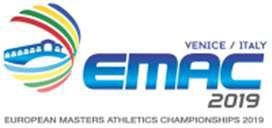 VENICE / ITALY
EMAC
2019
EUROPEAN MASTERS ATHLETICS CHAMPIONSHIPS 2019